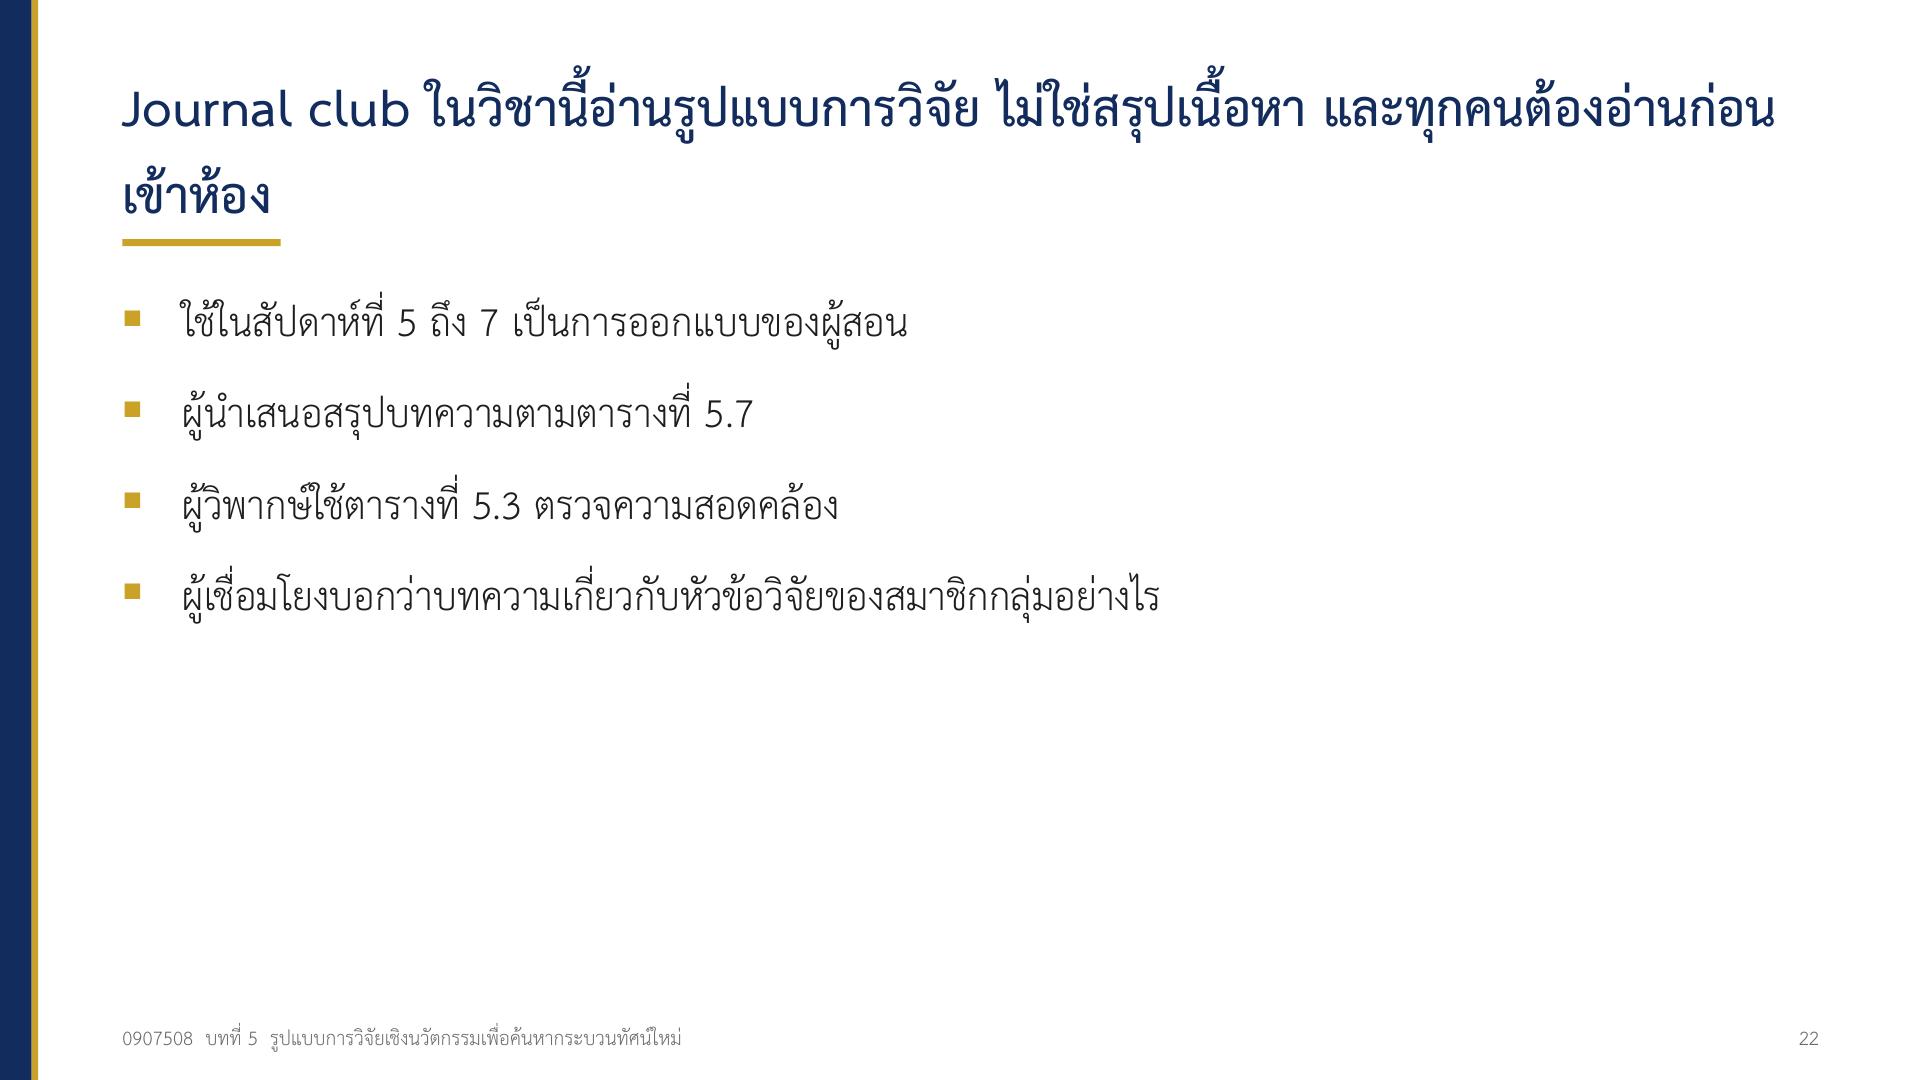 Journal club ในวิชานี้อ่านรูปแบบการวิจัย ไม่ใช่สรุปเนื้อหา และทุกคนต้องอ่านก่อน
เข้าห้อง
ใช้ในสัปดาห์ที่ 5 ถึง 7 เป็นการออกแบบของผู้สอน
ผู้นำเสนอสรุปบทความตามตารางที่ 5.7
ผู้วิพากษ์ใช้ตารางที่ 5.3 ตรวจความสอดคล้อง
ผู้เชื่อมโยงบอกว่าบทความเกี่ยวกับหัวข้อวิจัยของสมาชิกกลุ่มอย่างไร
0907508 บทที่ 5 รูปแบบการวิจัยเชิงนวัตกรรมเพื่อค้นหากระบวนทัศน์ใหม่
22